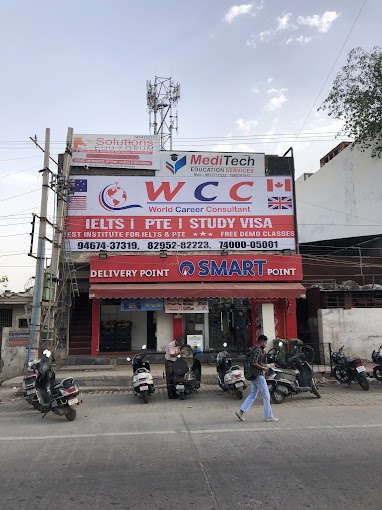 Solutions
MediTech
EDUCATION SERVICES
WCC
World Career Consultant
IELTS | PTE | STUDY VISA
BEST INSTITUTE FOR IELTS & PTE ★★★ FREE DEMO CLASSES
94674-37319, 82952-82223, 74000-05001
DELIVERY POINT SMART POINT